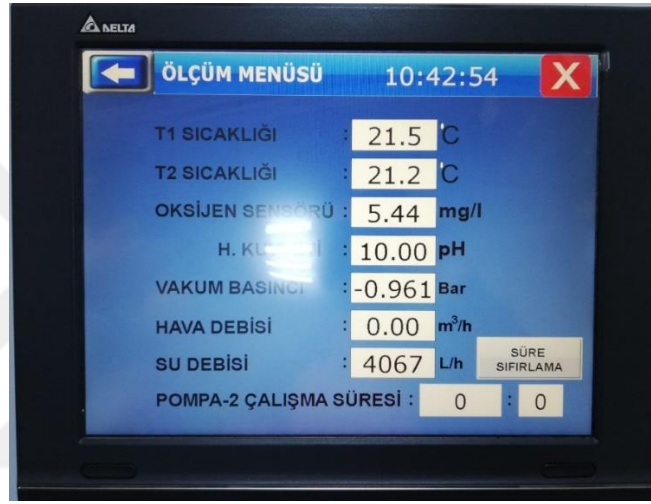 DELTA
ÖLÇÜM MENÜSÜ 10:42:54 X
T1 SICAKLIĞI : 21.5 °C
T2 SICAKLIĞI : 21.2 °C
OKSİJEN SENSÖRÜ : 5.44 mg/l
H. : 10.00 pH
VAKUM BASINCI : -0.961 Bar
HAVA DEBİSİ : 0.00 m³/h
SU DEBİSİ : 4067 L/h
SÜRE
SIFIRLAMA
POMPA-2 ÇALIŞMA SÜRESİ : 0 : 0